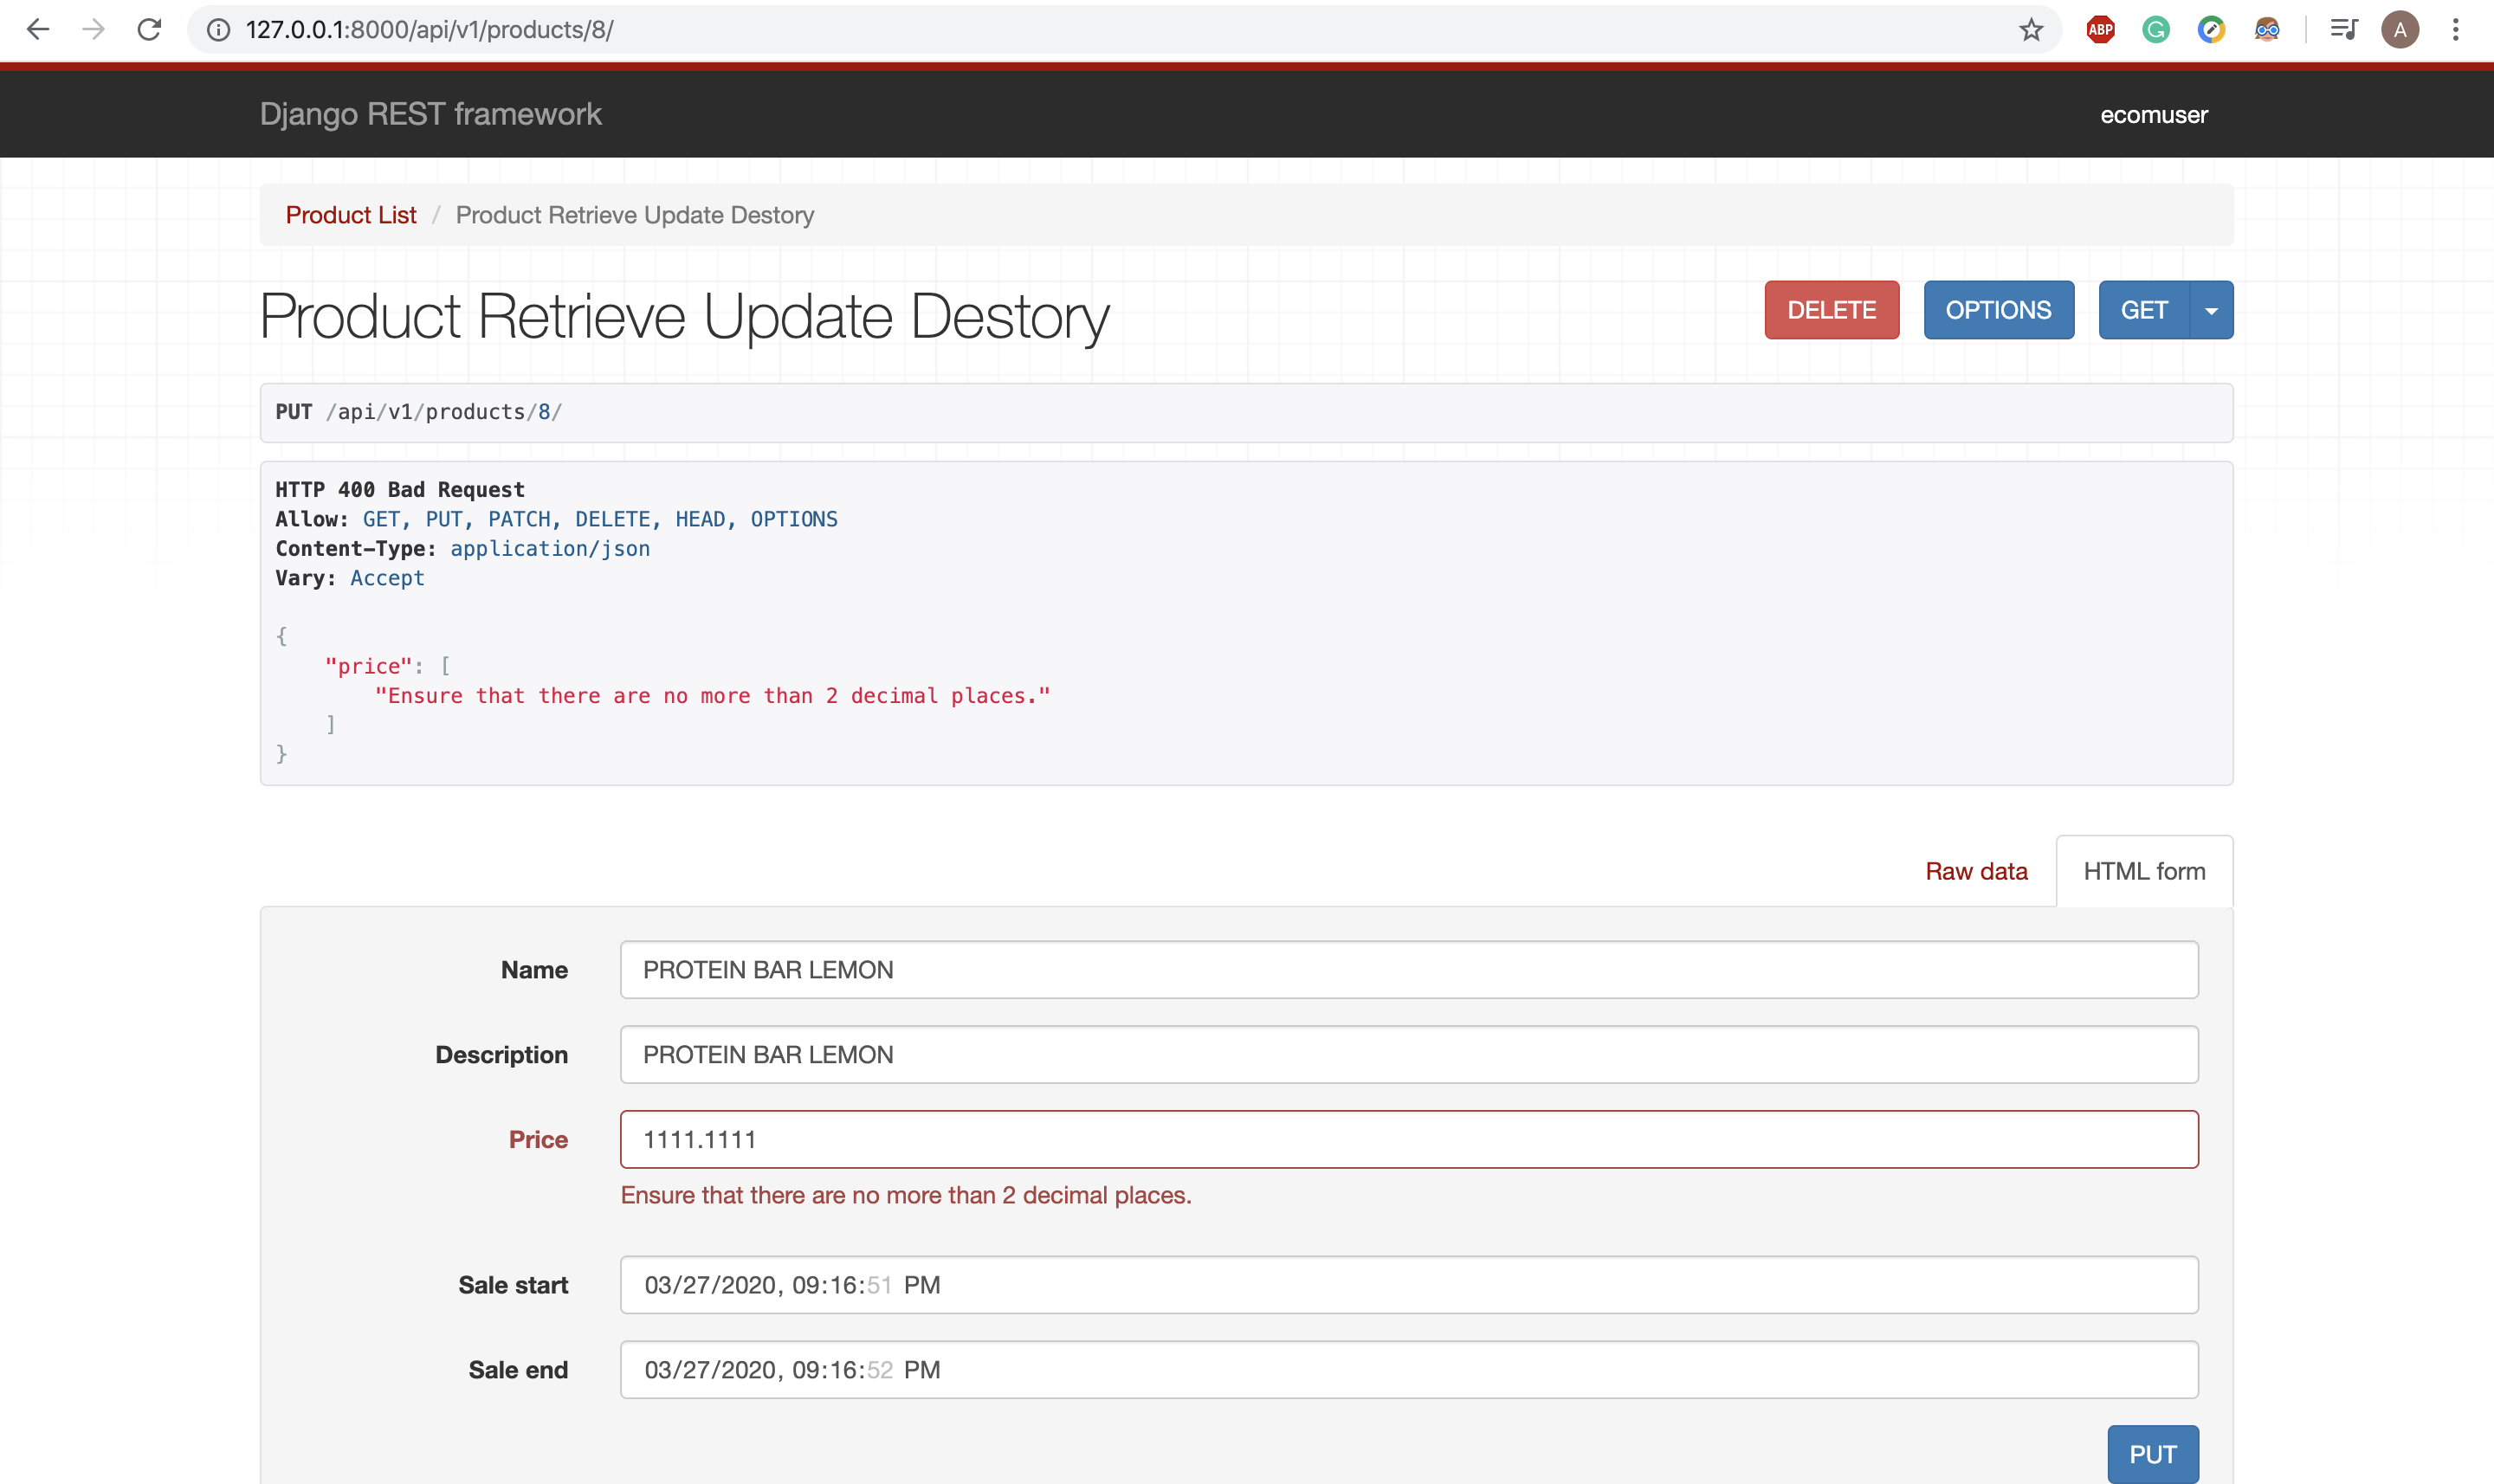 127.0.0.1:8000/api/v1/products/8/
ABP
A
Django REST framework
ecomuser
Product List / Product Retrieve Update Destory
Product Retrieve Update Destory
DELETE
OPTIONS
GET
PUT /api/v1/products/8/
HTTP 400 Bad Request
Allow: GET, PUT, PATCH, DELETE, HEAD, OPTIONS
Content-Type: application/json
Vary: Accept
{
"price": [
"Ensure that there are no more than 2 decimal places."
]
}
Raw data
HTML form
Name
PROTEIN BAR LEMON
Description
PROTEIN BAR LEMON
Price
1111.1111
Ensure that there are no more than 2 decimal places.
Sale start
03/27/2020, 09:16:51 PM
Sale end
03/27/2020, 09:16:52 PM
PUT